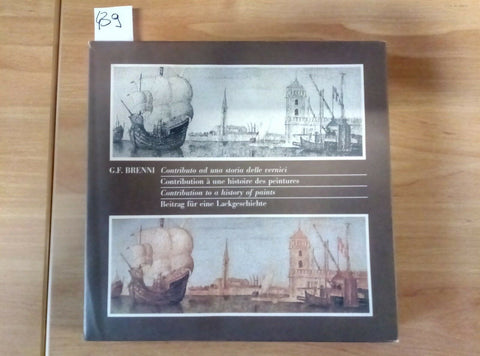 439
G.F. BRENNI Contributo ad una storia delle vernici
Contribution à une histoire des peintures
Contribution to a history of paints
Beitrag für eine Lackgeschichte